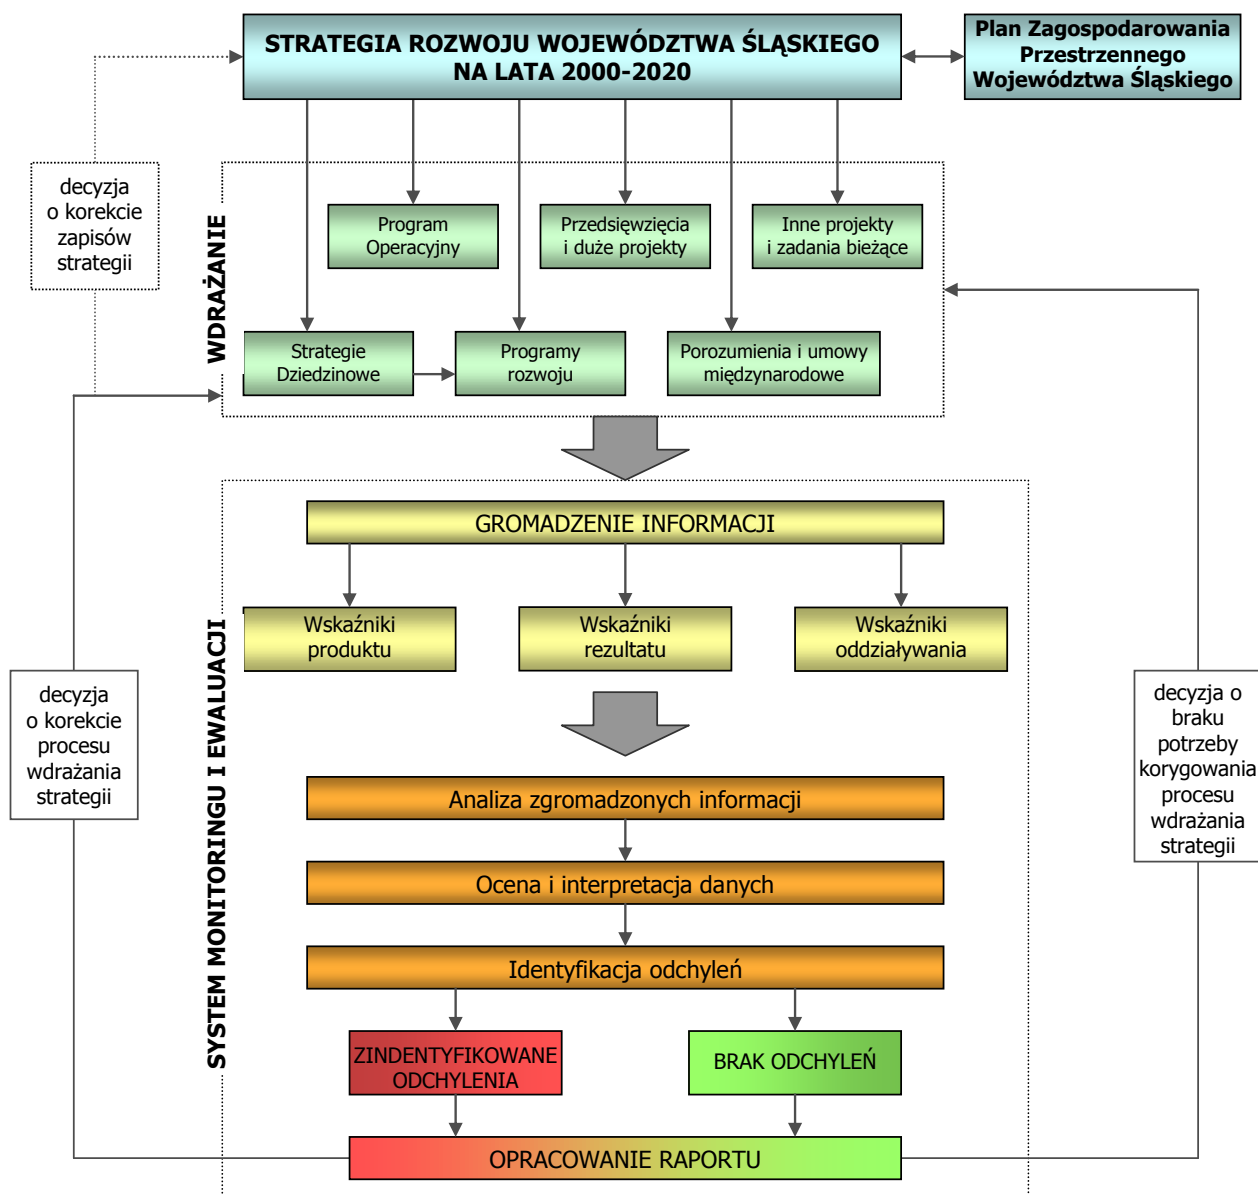 STRATEGIA ROZWOJU WOJEWÓDZTWA ŚLĄSKIEGO
NA LATA 2000-2020
Plan Zagospodarowania
Przestrzennego
Województwa Śląskiego
decyzja
o korekcie
zapisów
strategii
WDRAŻANIE
Program
Operacyjny
Przedsięwzięcia
i duże projekty
Inne projekty
i zadania bieżące
Strategie
Dziedzinowe
Programy
rozwoju
Porozumienia i umowy
międzynarodowe
SYSTEM MONITORINGU I EWALUACJI
GROMADZENIE INFORMACJI
Wskaźniki
produktu
Wskaźniki
rezultatu
Wskaźniki
oddziaływania
decyzja
o korekcie
procesu
wdrażania
strategii
decyzja o
braku
potrzeby
korygowania
procesu
wdrażania
strategii
Analiza zgromadzonych informacji
Ocena i interpretacja danych
Identyfikacja odchyleń
ZINDENTYFIKOWANE
ODCHYLENIA
BRAK ODCHYLEŃ
OPRACOWANIE RAPORTU